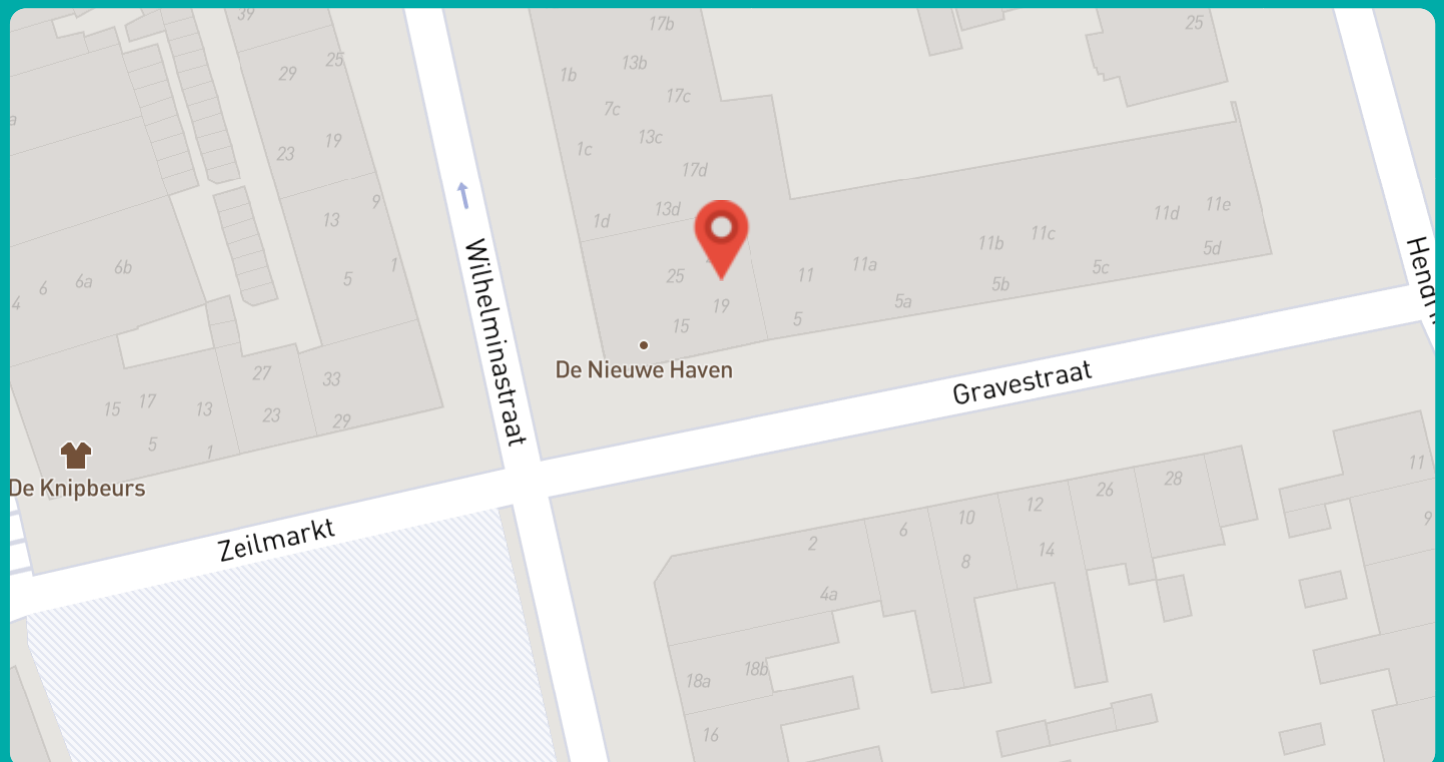 39
17b
25
29
25
1b
13b
17c
7c
13c
1c
17d
23
19
9
13d
1d
13
11e
11d
11c
11b
11a
11
5d
5c
5b
5a
5
6b
6a
6
4
5
1
25
19
15
Wilhelminastraat
De Nieuwe Haven
Gravestraat
27
33
15
17
13
23
29
5
1
De Knipbeurs
Zeilmarkt
2
6
10
12
26
28
11
8
14
9
4a
18a
18b
16